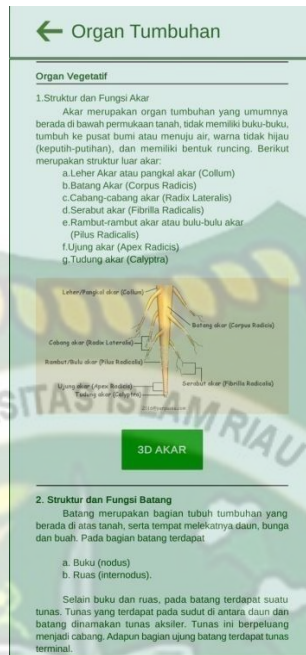 ← Organ Tumbuhan
Organ Vegetatif
1.Struktur dan Fungsi Akar
Akar merupakan organ tumbuhan yang umumnya
berada di bawah permukaan tanah, tidak memiliki buku-buku,
tumbuh ke pusat bumi atau menuju air, warna tidak hijau
(keputih-putihan), dan memiliki bentuk runcing. Berikut
merupakan struktur luar akar:
a.Leher Akar atau pangkal akar (Collum)
b.Batang Akar (Corpus Radicis)
c.Cabang-cabang akar (Radix Lateralis)
d.Serabut akar (Fibrilla Radicalis)
e.Rambut-rambut akar atau bulu-bulu akar
(Pilus Radicalis)
f.Ujung akar (Apex Radicis)
g.Tudung akar (Calyptra)
Leher/Pangkal akar (Collum)
Batang akar (Corpus Radicis)
Cabang akar (Radix Lateralis)
Rambut/Bulu akar (Pilus Radicalis)
Ujung akar (Apex Radicis)
Serabut akar (Fibrilla Radicalis)
Tudung akar (Calyptra)
SITAS ISLAM RIAU
3D AKAR
2. Struktur dan Fungsi Batang
Batang merupakan bagian tubuh tumbuhan yang
berada di atas tanah, serta tempat melekatnya daun, bunga
dan buah. Pada bagian batang terdapat
a. Buku (nodus)
b. Ruas (internodus).
Selain buku dan ruas, pada batang terdapat suatu
tunas. Tunas yang terdapat pada sudut di antara daun dan
batang dinamakan tunas aksiler. Tunas ini berpeluang
menjadi cabang. Adapun bagian ujung batang terdapat tunas
terminal.